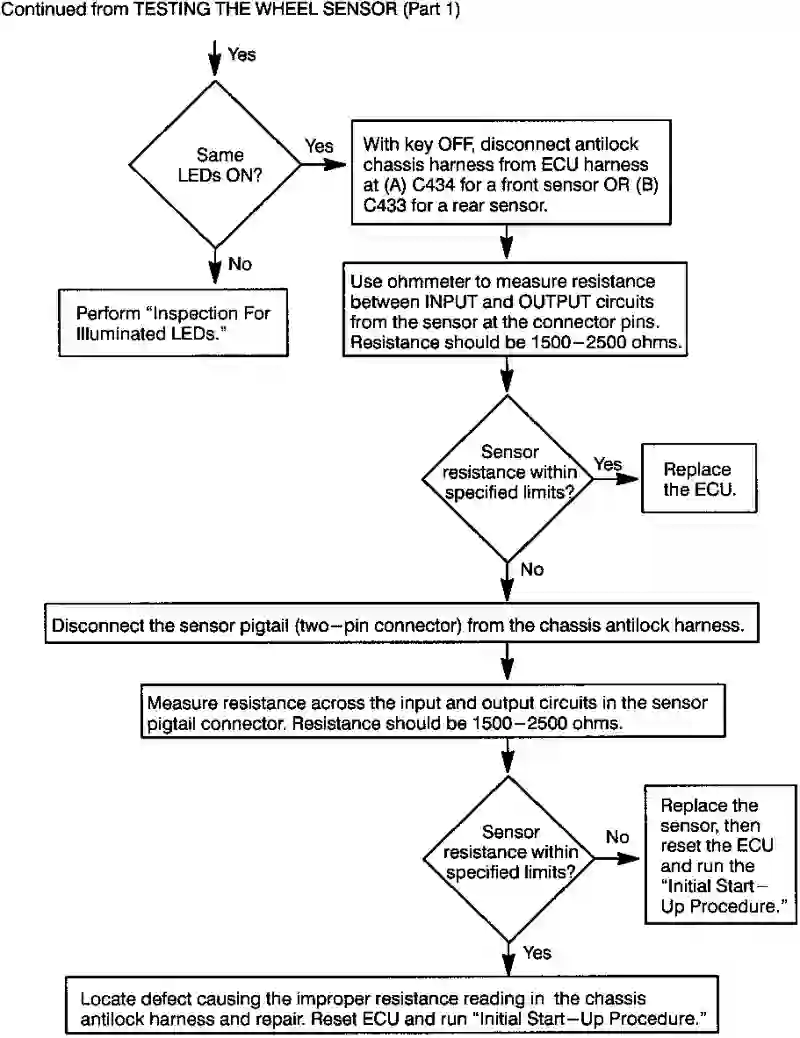 Continued from TESTING THE WHEEL SENSOR (Part 1)
Yes
Same
LEDs ON?
Yes
With key OFF, disconnect antilock
chassis harness from ECU harness
at (A) C434 for a front sensor OR (B)
C433 for a rear sensor.
No
Perform “Inspection For
Illuminated LEDs.”
Use ohmmeter to measure resistance
between INPUT and OUTPUT circuits
from the sensor at the connector pins.
Resistance should be 1500–2500 ohms.
Sensor
resistance within
specified limits?
Yes
Replace
the ECU.
No
Disconnect the sensor pigtail (two–pin connector) from the chassis antilock harness.
Measure resistance across the input and output circuits in the sensor
pigtail connector. Resistance should be 1500–2500 ohms.
Sensor
resistance within
specified limits?
No
Replace the
sensor, then
reset the ECU
and run the
“Initial Start–
Up Procedure.”
Yes
Locate defect causing the improper resistance reading in the chassis
antilock harness and repair. Reset ECU and run “Initial Start–Up Procedure.”